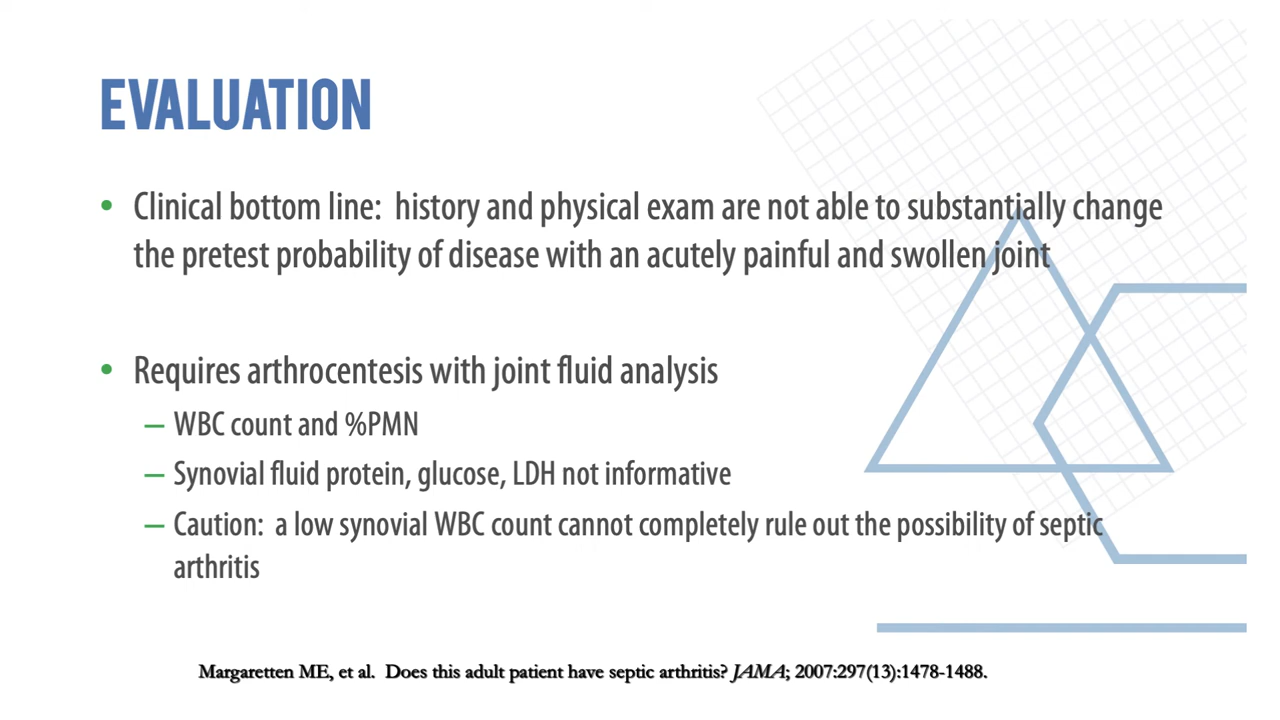 EVALUATION
• Clinical bottom line:  history and physical exam are not able to substantially change
the pretest probability of disease with an acutely painful and swollen joint
• Requires arthrocentesis with joint fluid analysis
– WBC count and %PMN
– Synovial fluid protein, glucose, LDH not informative
– Caution:  a low synovial WBC count cannot completely rule out the possibility of septic
arthritis
Margaretten ME, et al.  Does this adult patient have septic arthritis? JAMA; 2007:297(13):1478-1488.